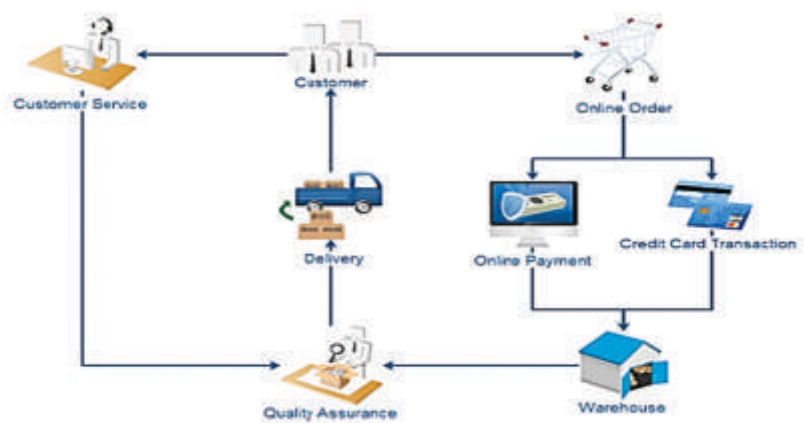 Customer
Customer Service
Online Order
Delivery
Online Payment
Credit Card Transaction
Quality Assurance
Warehouse